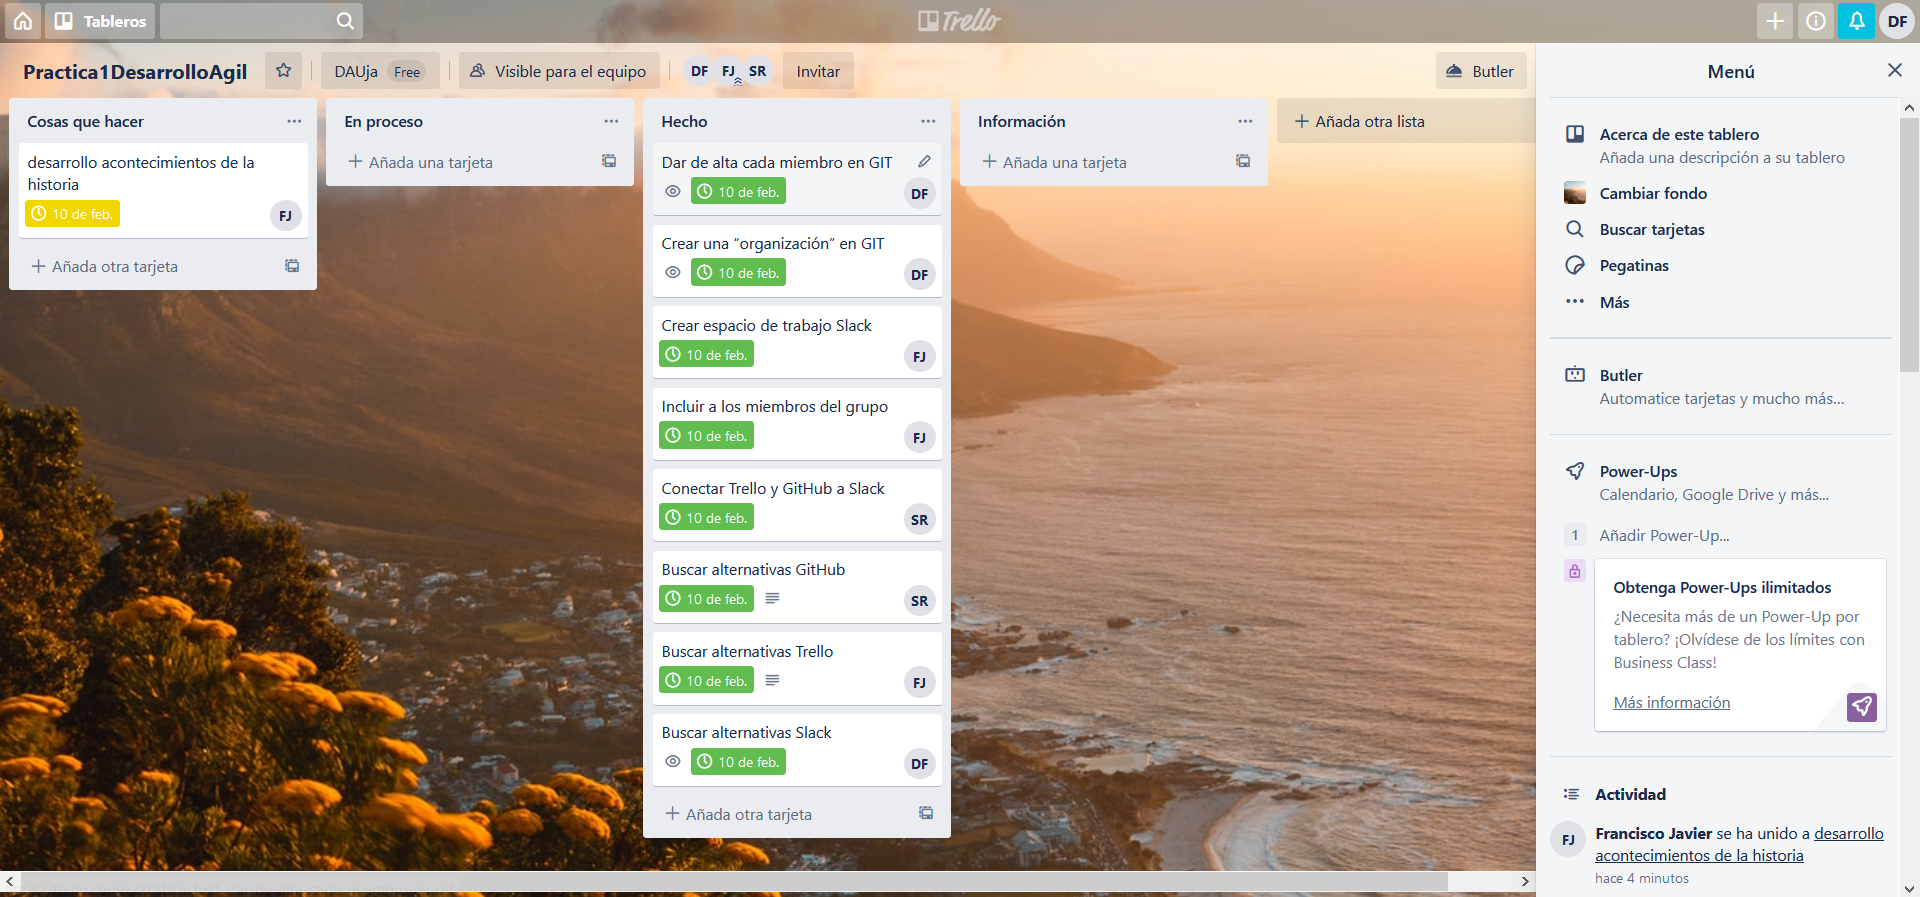 Tableros
Trello
DF
Practica1DesarrolloAgil
DAUja Free
Visible para el equipo
DF FJ SR
Invitar
Butler
Cosas que hacer
desarrollo acontecimientos de la
historia
10 de feb.
FJ
Añada otra tarjeta
En proceso
Añada una tarjeta
Hecho
Dar de alta cada miembro en GIT
10 de feb.
DF
Crear una “organización” en GIT
10 de feb.
DF
Crear espacio de trabajo Slack
10 de feb.
FJ
Incluir a los miembros del grupo
10 de feb.
FJ
Conectar Trello y GitHub a Slack
10 de feb.
SR
Buscar alternativas GitHub
10 de feb.
SR
Buscar alternativas Trello
10 de feb.
FJ
Buscar alternativas Slack
10 de feb.
DF
Añada otra tarjeta
Información
Añada una tarjeta
Añada otra lista
Menú
Acerca de este tablero
Añada una descripción a su tablero
Cambiar fondo
Buscar tarjetas
Pegatinas
Más
Butler
Automatice tarjetas y mucho más...
Power-Ups
Calendario, Google Drive y más...
1 Añadir Power-Up...
Obtenga Power-Ups ilimitados
¿Necesita más de un Power-Up por
tablero? ¡Olvídese de los límites con
Business Class!
Más información
Actividad
FJ
Francisco Javier se ha unido a desarrollo
acontecimientos de la historia
hace 4 minutos